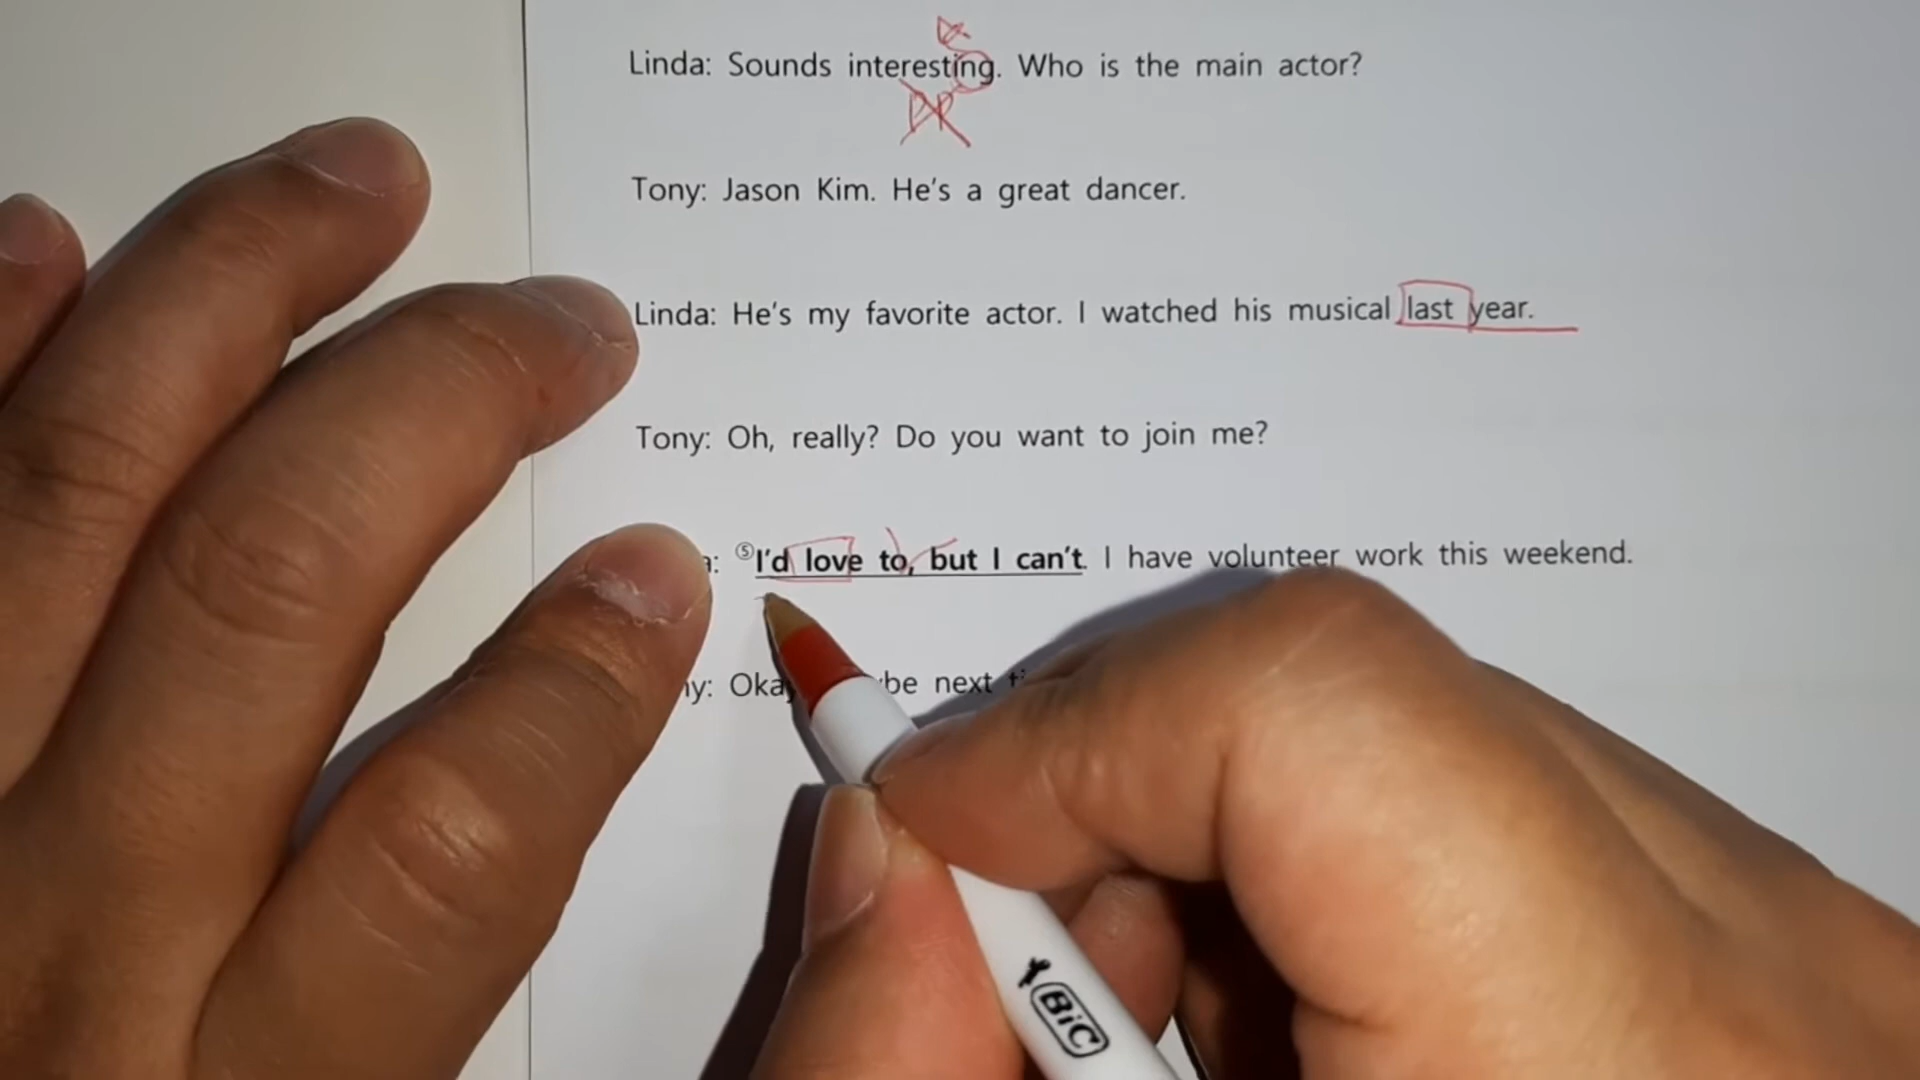 Linda: Sounds interesting. Who is the main actor?
Tony: Jason Kim. He's a great dancer.
Linda: He's my favorite actor. I watched his musical last year.
Tony: Oh, really? Do you want to join me?
⑤I'd love to, but I can't. I have volunteer work this weekend.
next
BiC